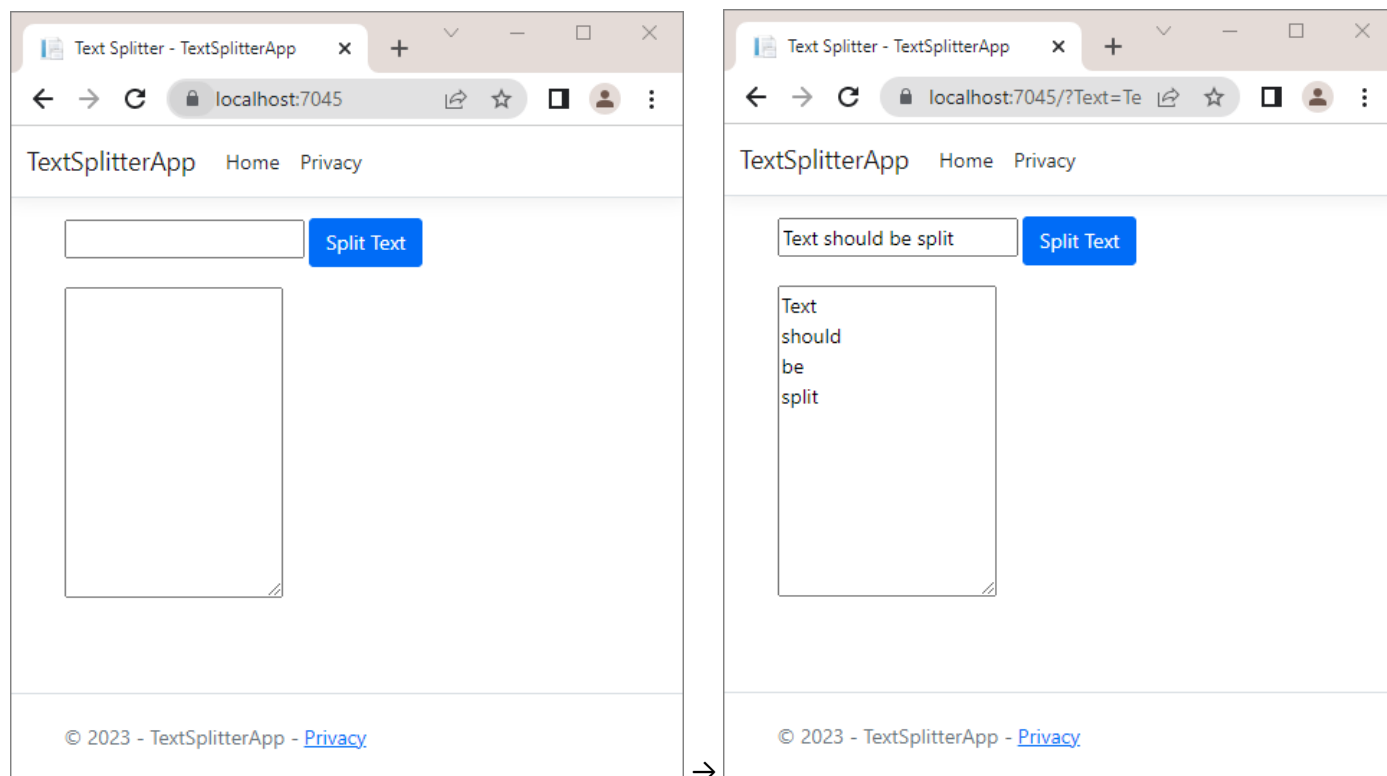 Text Splitter - TextSplitterApp
localhost:7045
TextSplitterApp Home Privacy
Split Text
© 2023 - TextSplitterApp - Privacy
→
Text Splitter - TextSplitterApp
localhost:7045/?Text=Te
TextSplitterApp Home Privacy
Text should be split Split Text
Text
should
be
split
© 2023 - TextSplitterApp - Privacy